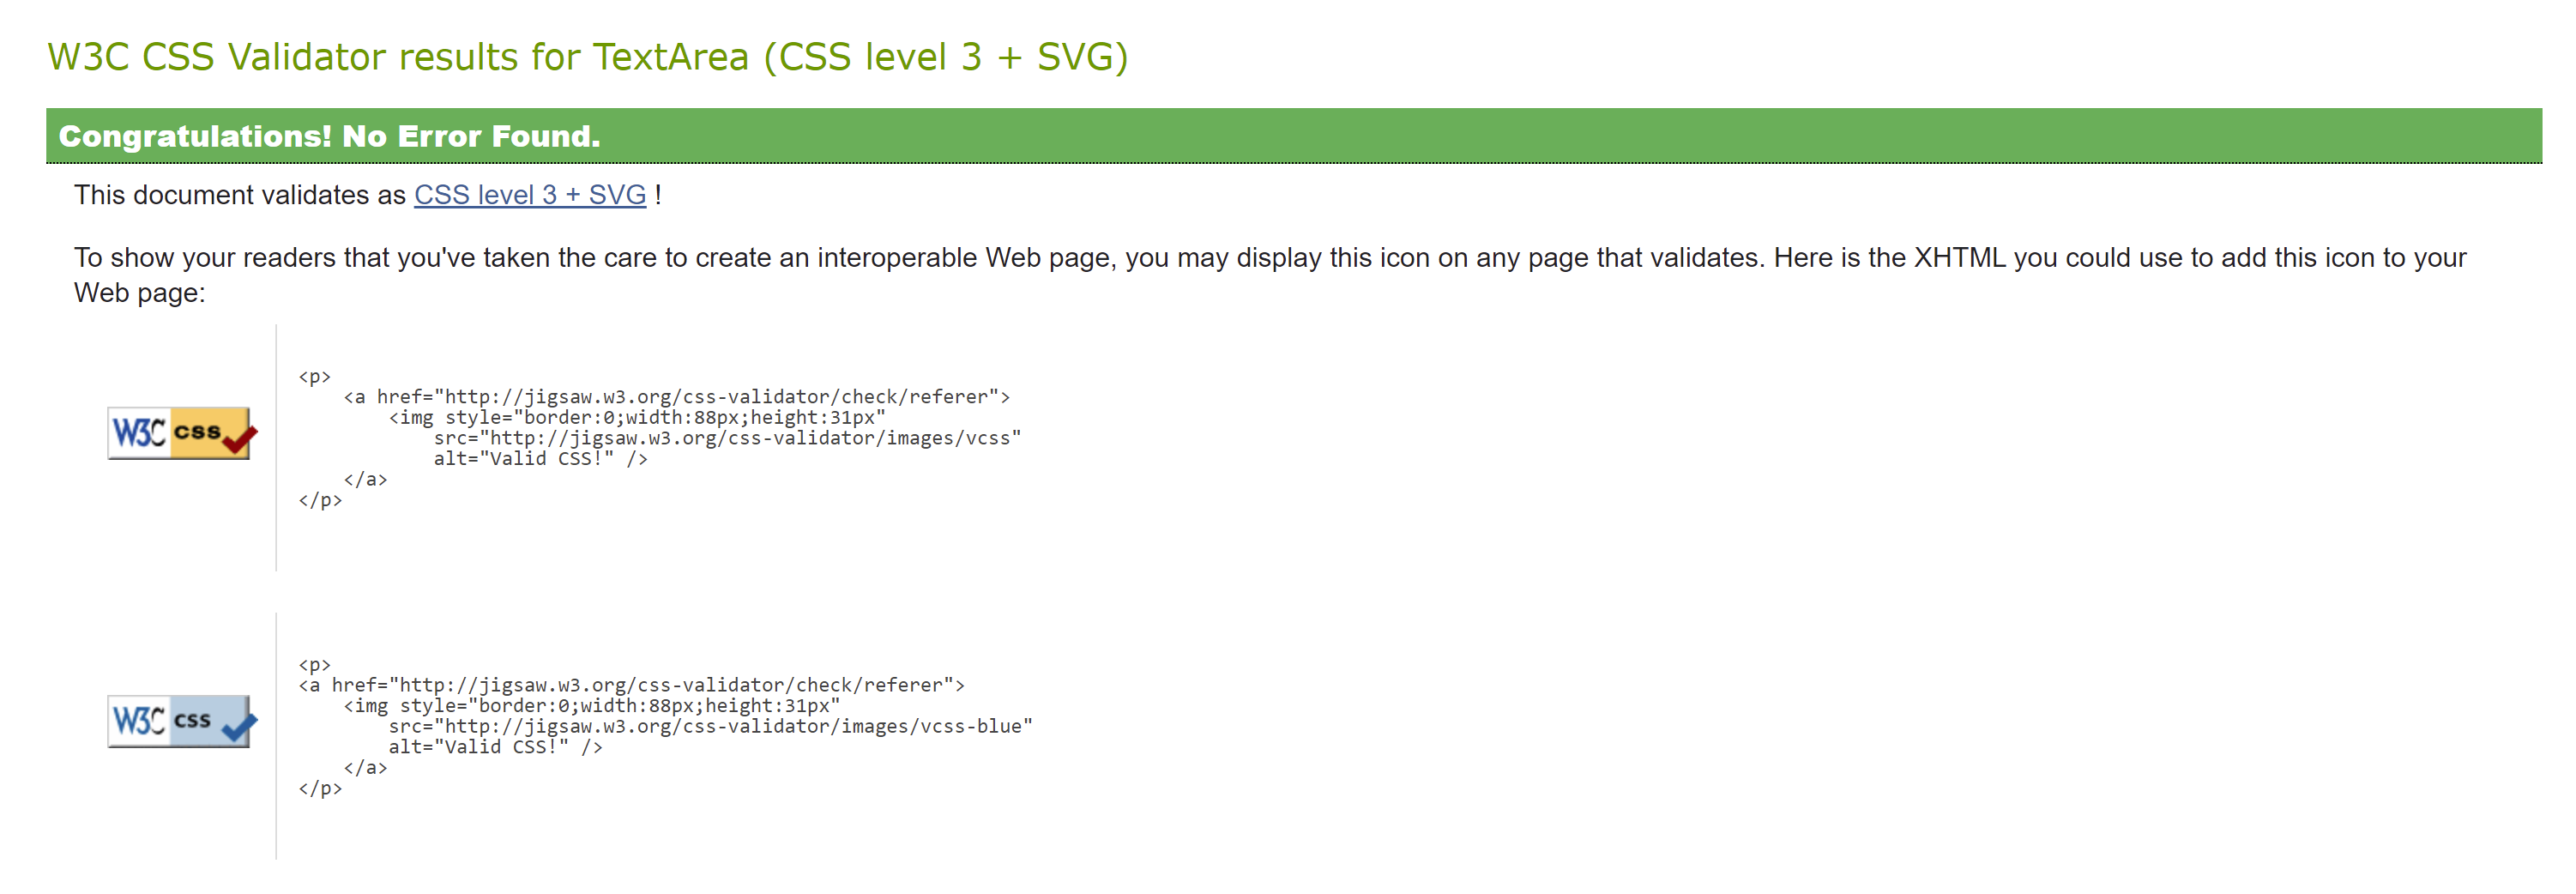 W3C CSS Validator results for TextArea (CSS level 3 + SVG)
Congratulations! No Error Found.
This document validates as CSS level 3 + SVG !
To show your readers that you've taken the care to create an interoperable Web page, you may display this icon on any page that validates. Here is the XHTML you could use to add this icon to your
Web page:
W3C css
<p>
    <a href="http://jigsaw.w3.org/css-validator/check/referer">
        <img style="border:0;width:88px;height:31px"
            src="http://jigsaw.w3.org/css-validator/images/vcss"
            alt="Valid CSS!" />
    </a>
</p>
W3C css
<p>
<a href="http://jigsaw.w3.org/css-validator/check/referer">
    <img style="border:0;width:88px;height:31px"
        src="http://jigsaw.w3.org/css-validator/images/vcss-blue"
        alt="Valid CSS!" />
    </a>
</p>